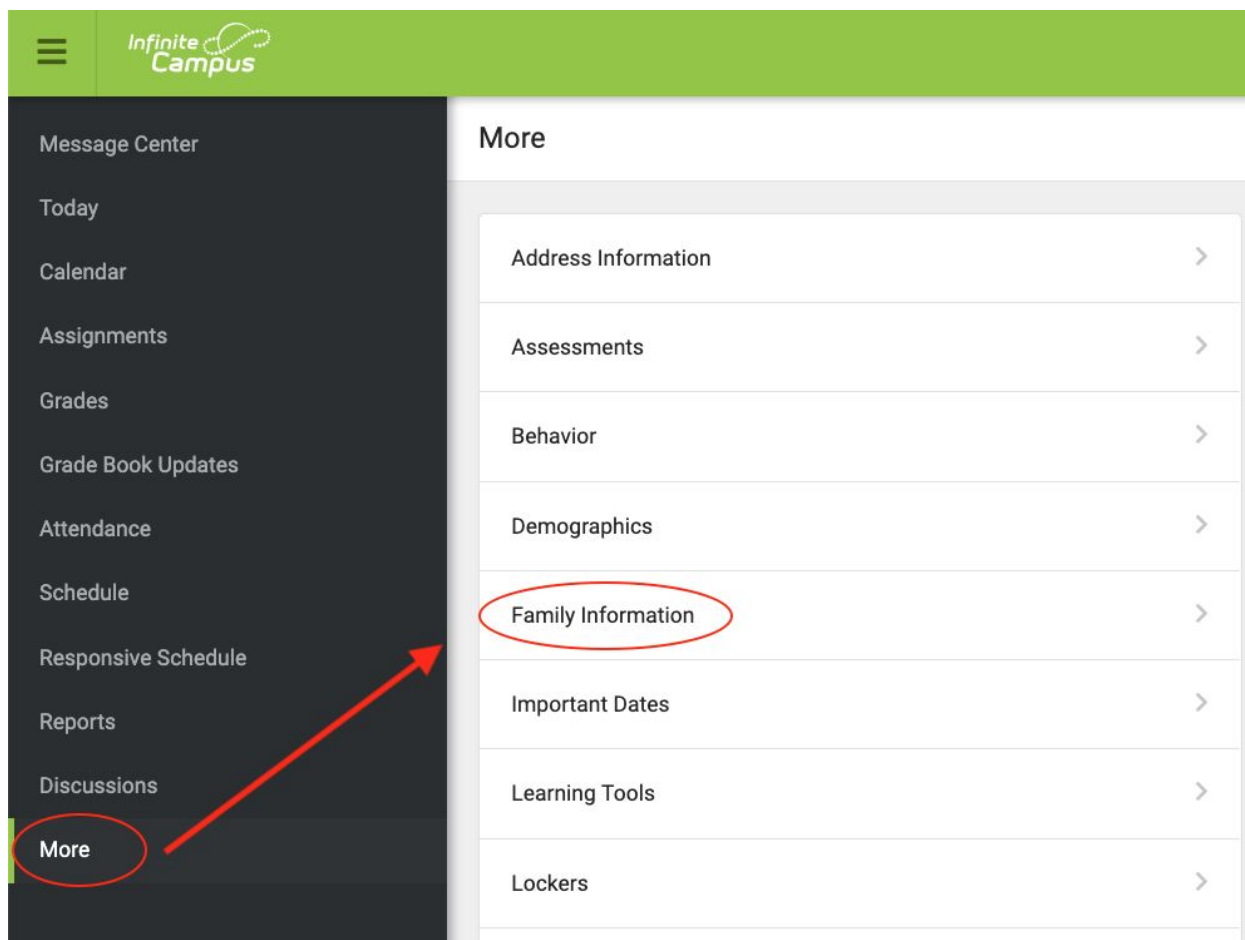 Infinite
Campus
Message Center
Today
Calendar
Assignments
Grades
Grade Book Updates
Attendance
Schedule
Responsive Schedule
Reports
Discussions
More
More
Address Information
Assessments
Behavior
Demographics
Family Information
Important Dates
Learning Tools
Lockers